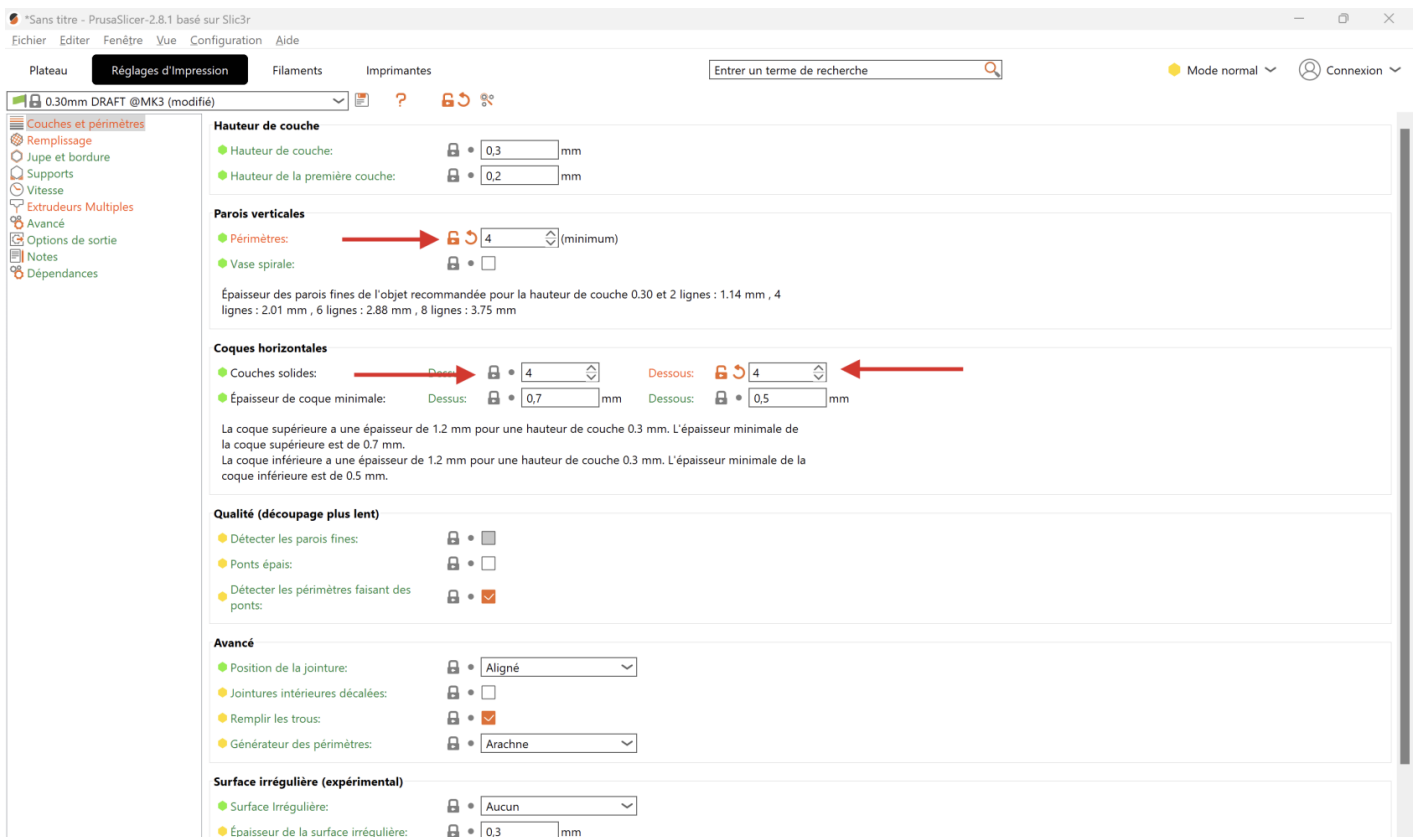 *Sans titre - PrusaSlicer-2.8.1 basé sur Slic3r
Fichier Editer Fenêtre Vue Configuration Aide
Plateau Réglages d'Impression Filaments Imprimantes Entrer un terme de recherche Mode normal Connexion
0.30mm DRAFT @MK3 (modifié) ?
Couches et périmètres
Remplissage
Jupe et bordure
Supports
Vitesse
Extrudeurs Multiples
Avancé
Options de sortie
Notes
Dépendances
Hauteur de couche
Hauteur de couche: 0,3 mm
Hauteur de la première couche: 0,2 mm
Parois verticales
Périmètres: 4 (minimum)
Vase spirale:
Épaisseur des parois fines de l'objet recommandée pour la hauteur de couche 0.30 et 2 lignes : 1.14 mm , 4
lignes : 2.01 mm , 6 lignes : 2.88 mm , 8 lignes : 3.75 mm
Coques horizontales
Couches solides: Dessus: 4 Dessous: 4
Épaisseur de coque minimale: Dessus: 0,7 mm Dessous: 0,5 mm
La coque supérieure a une épaisseur de 1.2 mm pour une hauteur de couche 0.3 mm. L'épaisseur minimale de
la coque supérieure est de 0.7 mm.
La coque inférieure a une épaisseur de 1.2 mm pour une hauteur de couche 0.3 mm. L'épaisseur minimale de la
coque inférieure est de 0.5 mm.
Qualité (découpage plus lent)
Détecter les parois fines:
Ponts épais:
Détecter les périmètres faisant des
ponts:
Avancé
Position de la jointure: Aligné
Jointures intérieures décalées:
Remplir les trous:
Générateur des périmètres: Arachne
Surface irrégulière (expérimental)
Surface Irrégulière: Aucun
Épaisseur de la surface irrégulière: 0,3 mm